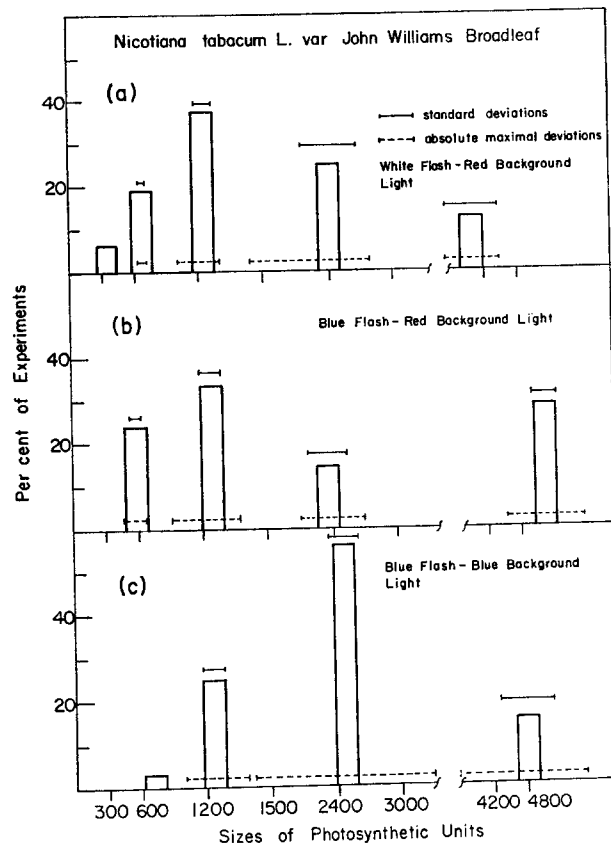 Nicotiana tabacum L. var John Williams Broadleaf
(a)
40
20
standard deviations
absolute maximal deviations
White Flash-Red Background
Light
(b)
Blue Flash-Red Background Light
40
20
Per cent of Experiments
(c)
Blue Flash-Blue Background
Light
40
20
300 600 1200 2400 3000 4200 4800
Sizes of Photosynthetic Units